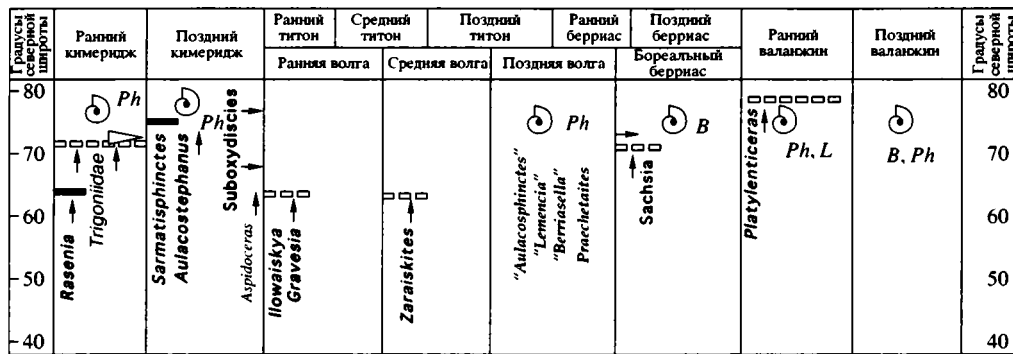 Градусы северной широты
Ранний кимеридж
Поздний кимеридж
Ранний титон
Средний титон
Поздний титон
Ранний берриас
Поздний берриас
Ранний валанжин
Поздний валанжин
Градусы северной широты
Ранняя волга
Средняя волга
Поздняя волга
Бореальный берриас
80
70
60
50
40
Ph
Rasenia
Trigoniidae
Ph
Sarmatisphinctes
Aulacostephanus
Suboxydiscies
Aspidoceras
Ilowaiskya
Gravesia
Zaraiskites
Ph
"Aulacosphinctes"
"Lemencia"
"Berriasella"
Praechetaites
B
Sachsia
Platylenticeras
Ph, L
B, Ph
80
70
60
50
40